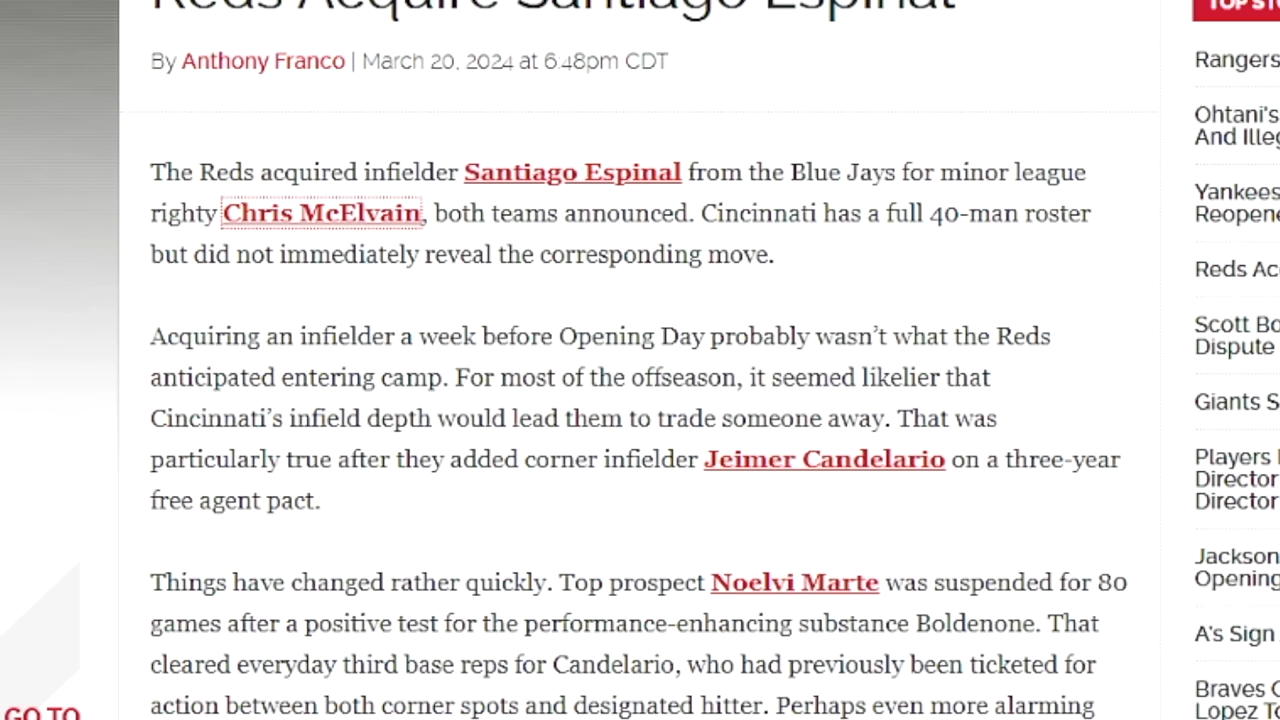 Reds Acquire Santiago Espinal
By Anthony Franco | March 20, 2024 at 6:48pm CDT
The Reds acquired infielder Santiago Espinal from the Blue Jays for minor league
righty Chris McElvain, both teams announced. Cincinnati has a full 40-man roster
but did not immediately reveal the corresponding move.
Acquiring an infielder a week before Opening Day probably wasn’t what the Reds
anticipated entering camp. For most of the offseason, it seemed likelier that
Cincinnati’s infield depth would lead them to trade someone away. That was
particularly true after they added corner infielder Jeimer Candelario on a three-year
free agent pact.
Things have changed rather quickly. Top prospect Noelvi Marte was suspended for 80
games after a positive test for the performance-enhancing substance Boldenone. That
cleared everyday third base reps for Candelario, who had previously been ticketed for
action between both corner spots and designated hitter. Perhaps even more alarming
GO TO
TOP
Rangers
Ohtani's
And
Yankees
Reds
Scott
Dispute
Giants
Players
Director
Director
Jackson
Opening
A's Sign
Braves
Lopez